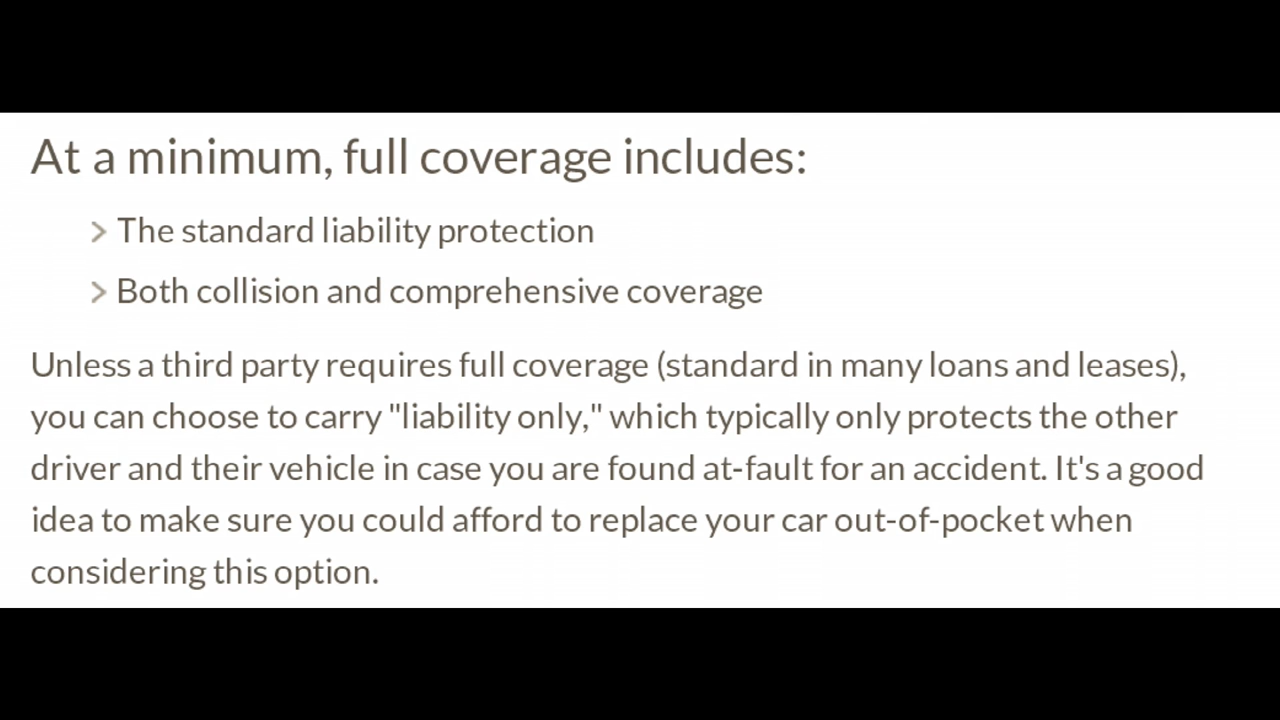 At a minimum, full coverage includes:
> The standard liability protection
> Both collision and comprehensive coverage
Unless a third party requires full coverage (standard in many loans and leases),
you can choose to carry "liability only," which typically only protects the other
driver and their vehicle in case you are found at-fault for an accident. It's a good
idea to make sure you could afford to replace your car out-of-pocket when
considering this option.